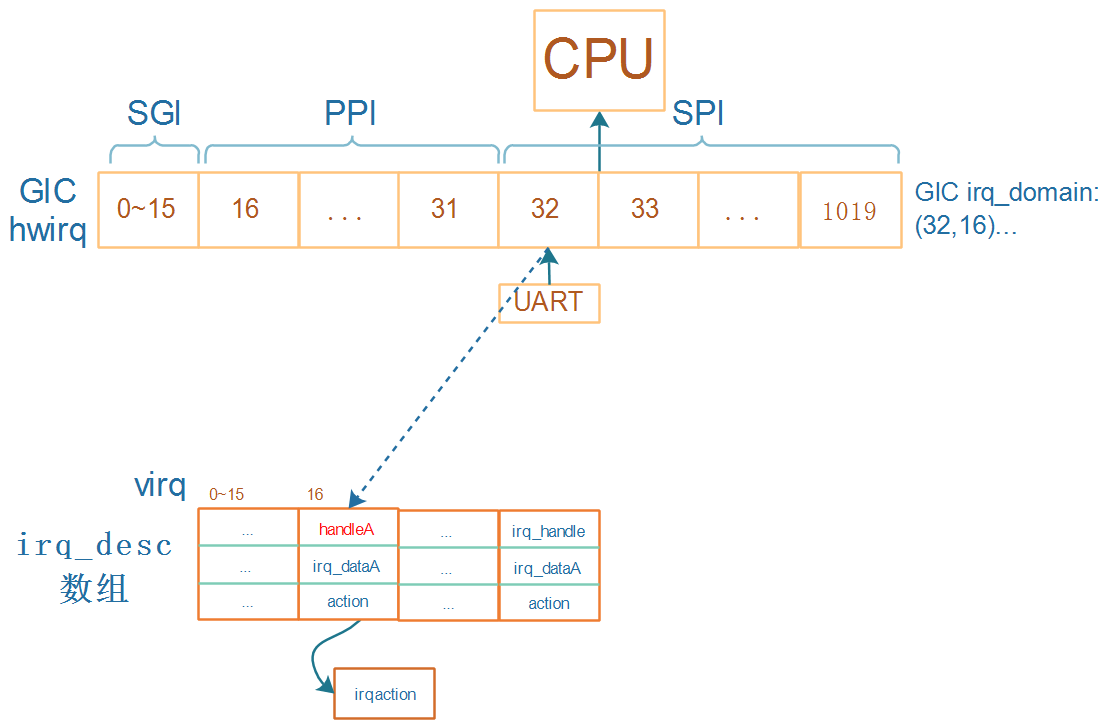 CPU
SGI
PPI
SPI
GIC
hwirq
0~15
16
...
31
32
33
...
1019
GIC irq_domain:
(32,16)...
UART
virq
0~15
16
irq_desc
数组
...
handleA
...
irq_handle
...
irq_dataA
...
irq_dataA
...
action
...
action
irqaction